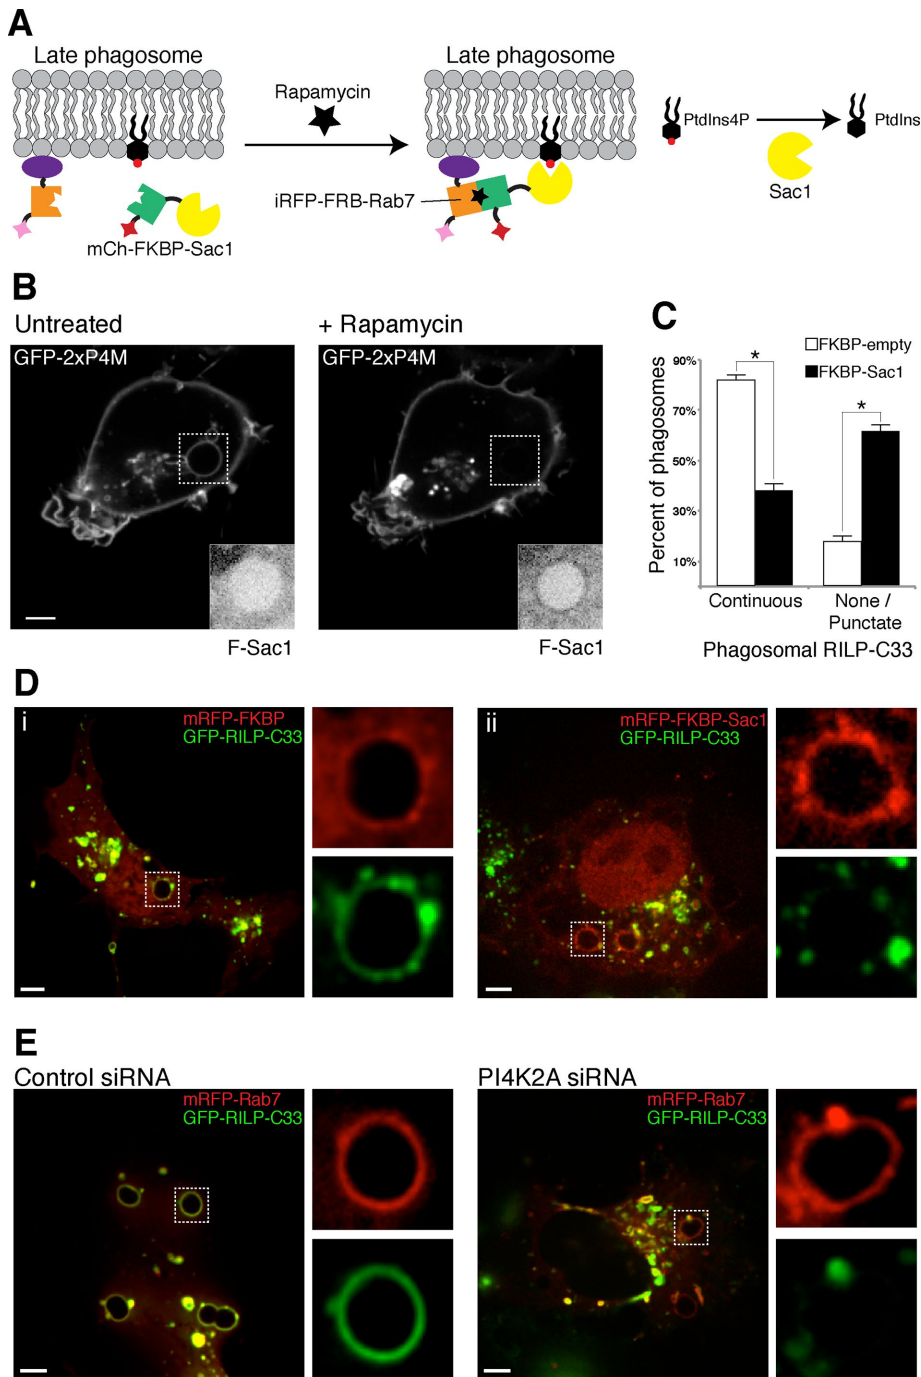 A
Late phagosome
Late phagosome
Rapamycin
PtdIns4P
PtdIns
Sac1
iRFP-FRB-Rab7
mCh-FKBP-Sac1
B
Untreated
+ Rapamycin
GFP-2xP4M
GFP-2xP4M
F-Sac1
F-Sac1
C
FKBP-empty
FKBP-Sac1
Percent of phagosomes
90%
70%
50%
30%
10%
*
*
Continuous
None /
Punctate
Phagosomal RILP-C33
D
i
mRFP-FKBP
GFP-RILP-C33
ii
mRFP-FKBP-Sac1
GFP-RILP-C33
E
Control siRNA
mRFP-Rab7
GFP-RILP-C33
PI4K2A siRNA
mRFP-Rab7
GFP-RILP-C33